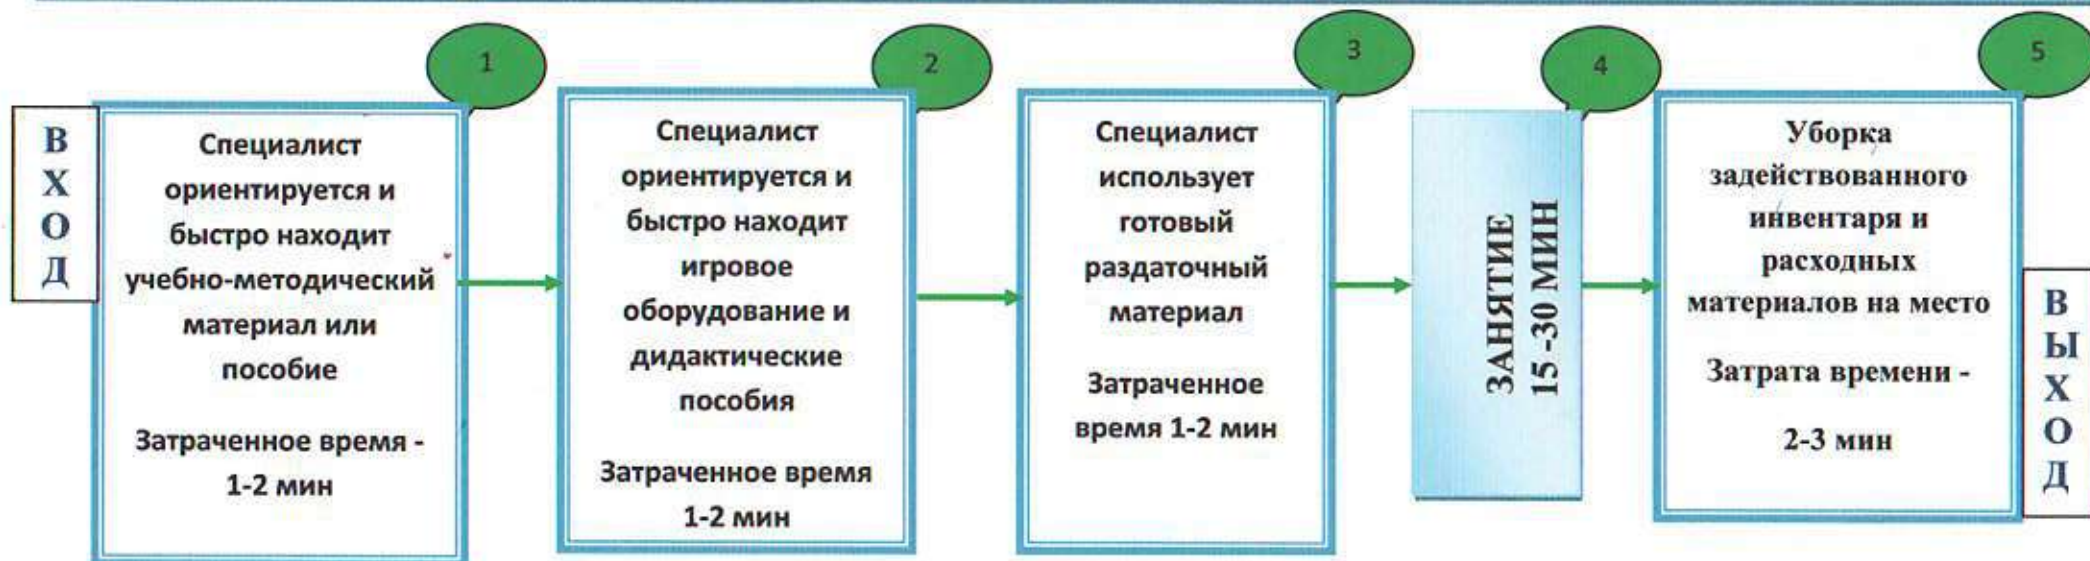 ВХОД
1
Специалист
ориентируется и
быстро находит
учебно-методический
материал или
пособие
Затраченное время -
1-2 мин
2
Специалист
ориентируется и
быстро находит
игровое
оборудование и
дидактические
пособия
Затраченное время
1-2 мин
3
Специалист
использует
готовый
раздаточный
материал
Затраченное
время 1-2 мин
4
ЗАНЯТИЕ
15 -30 МИН
5
Уборка
задействованного
инвентаря и
расходных
материалов на место
Затрата времени -
2-3 мин
ВЫХОД